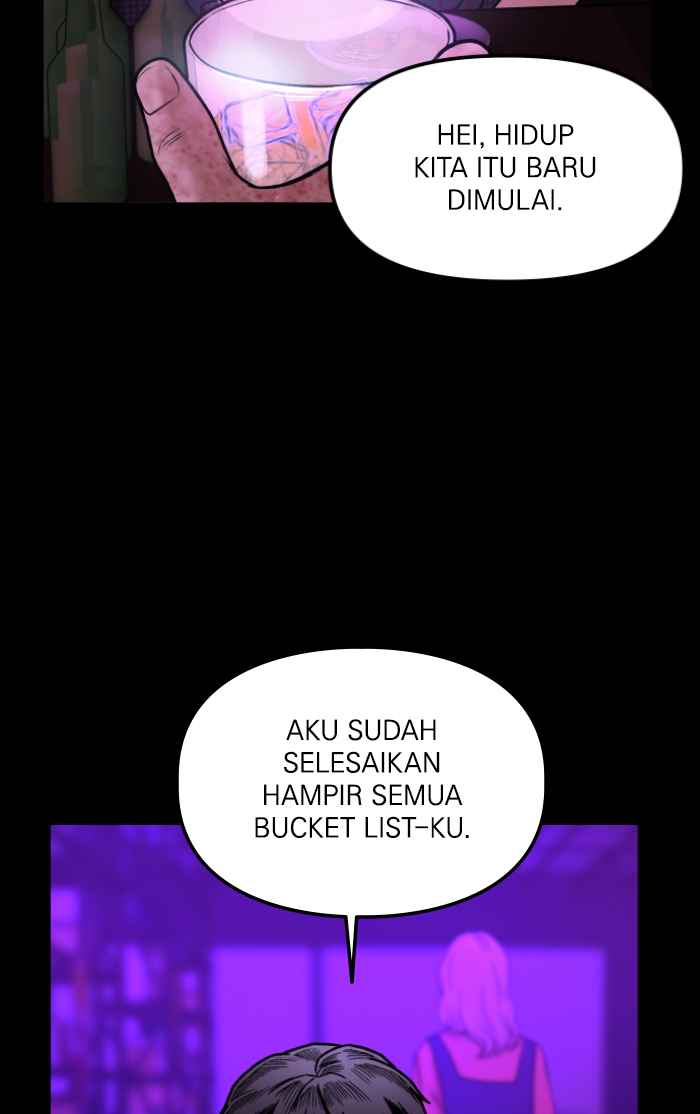 HEI, HIDUP
KITA ITU BARU
DIMULAI.
AKU SUDAH
SELESAIKAN
HAMPIR SEMUA
BUCKET LIST-KU.